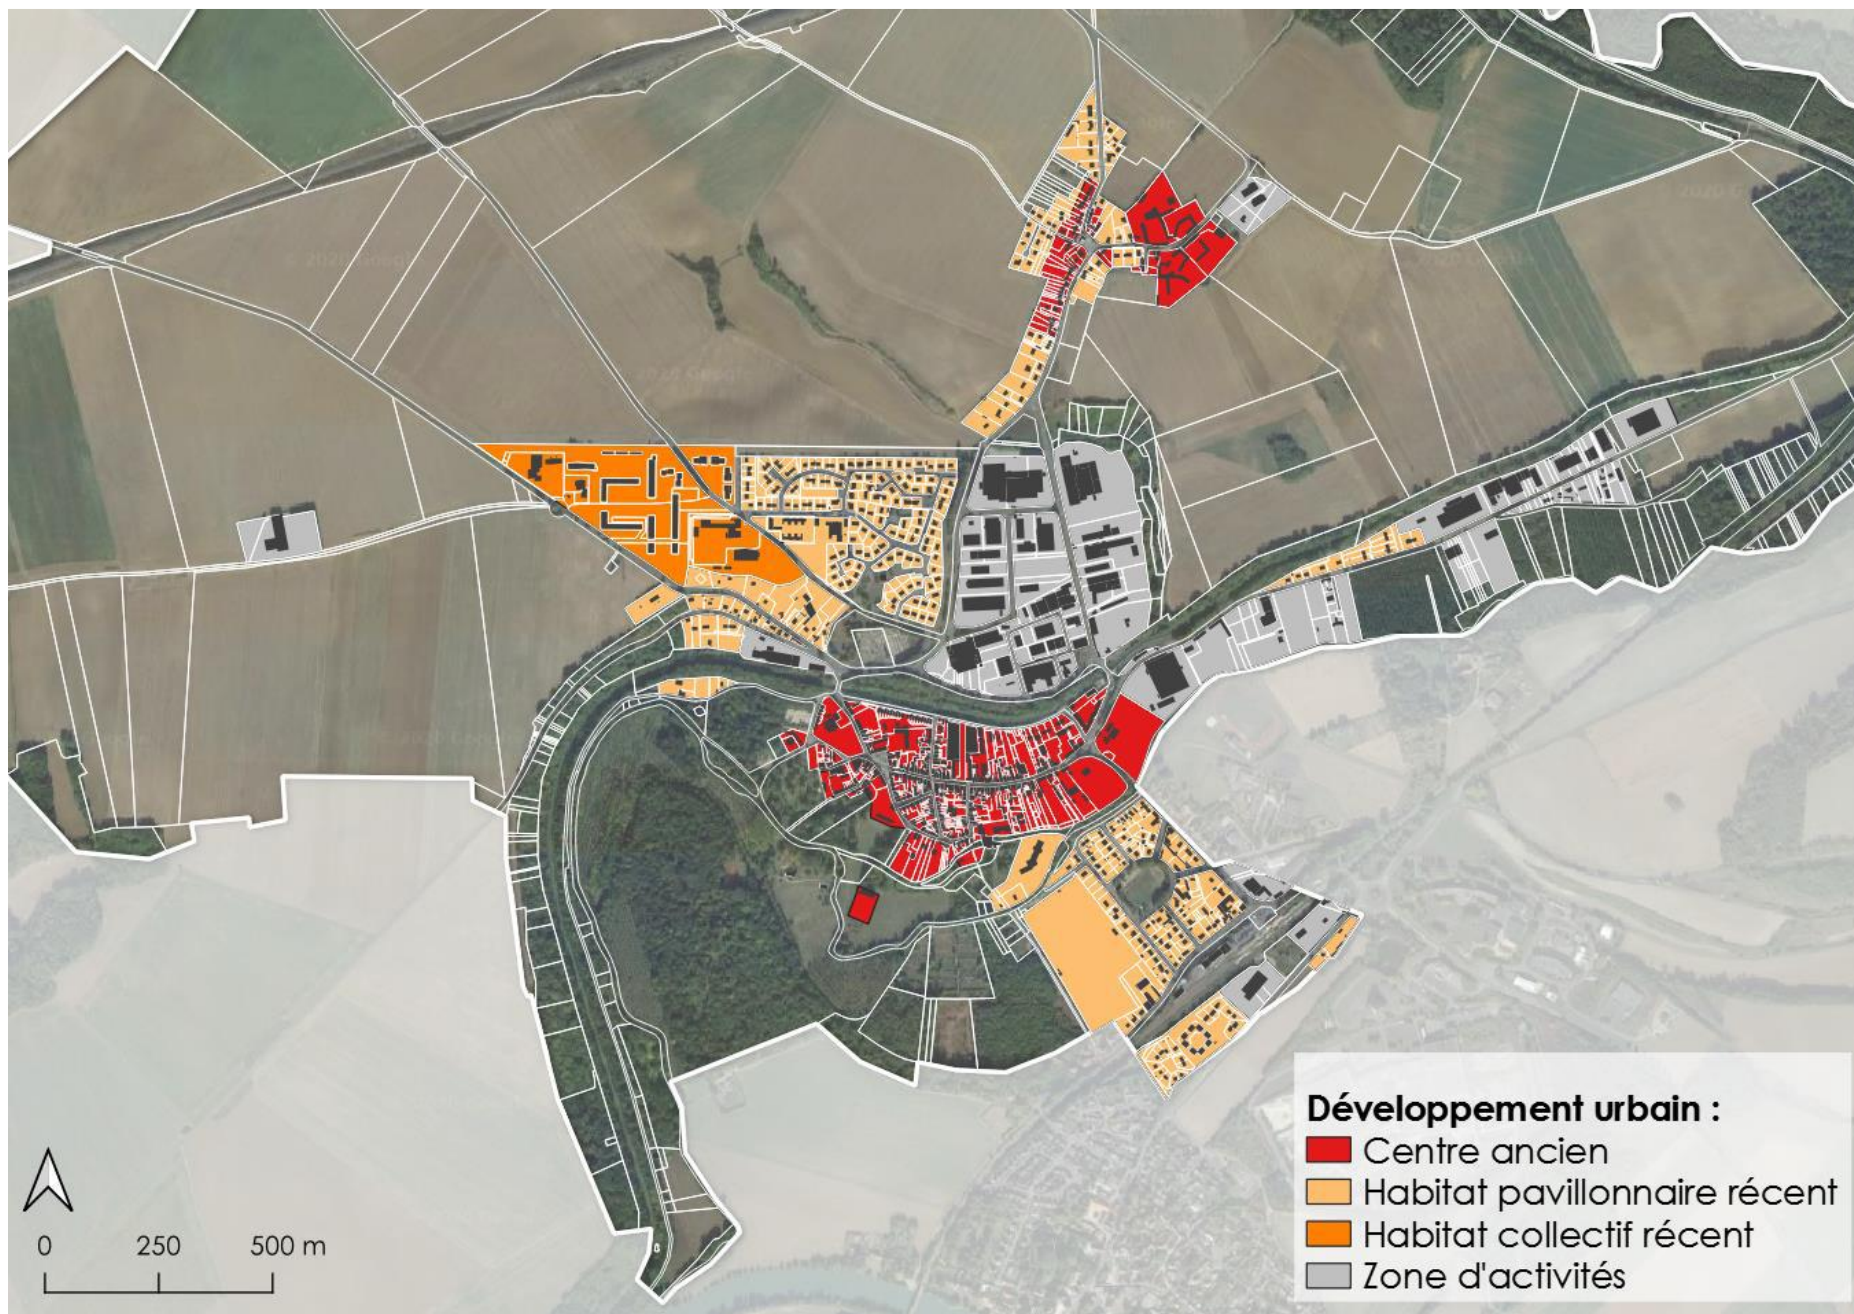 Développement urbain :
Centre ancien
Habitat pavillonnaire récent
Habitat collectif récent
Zone d'activités
0 250 500 m